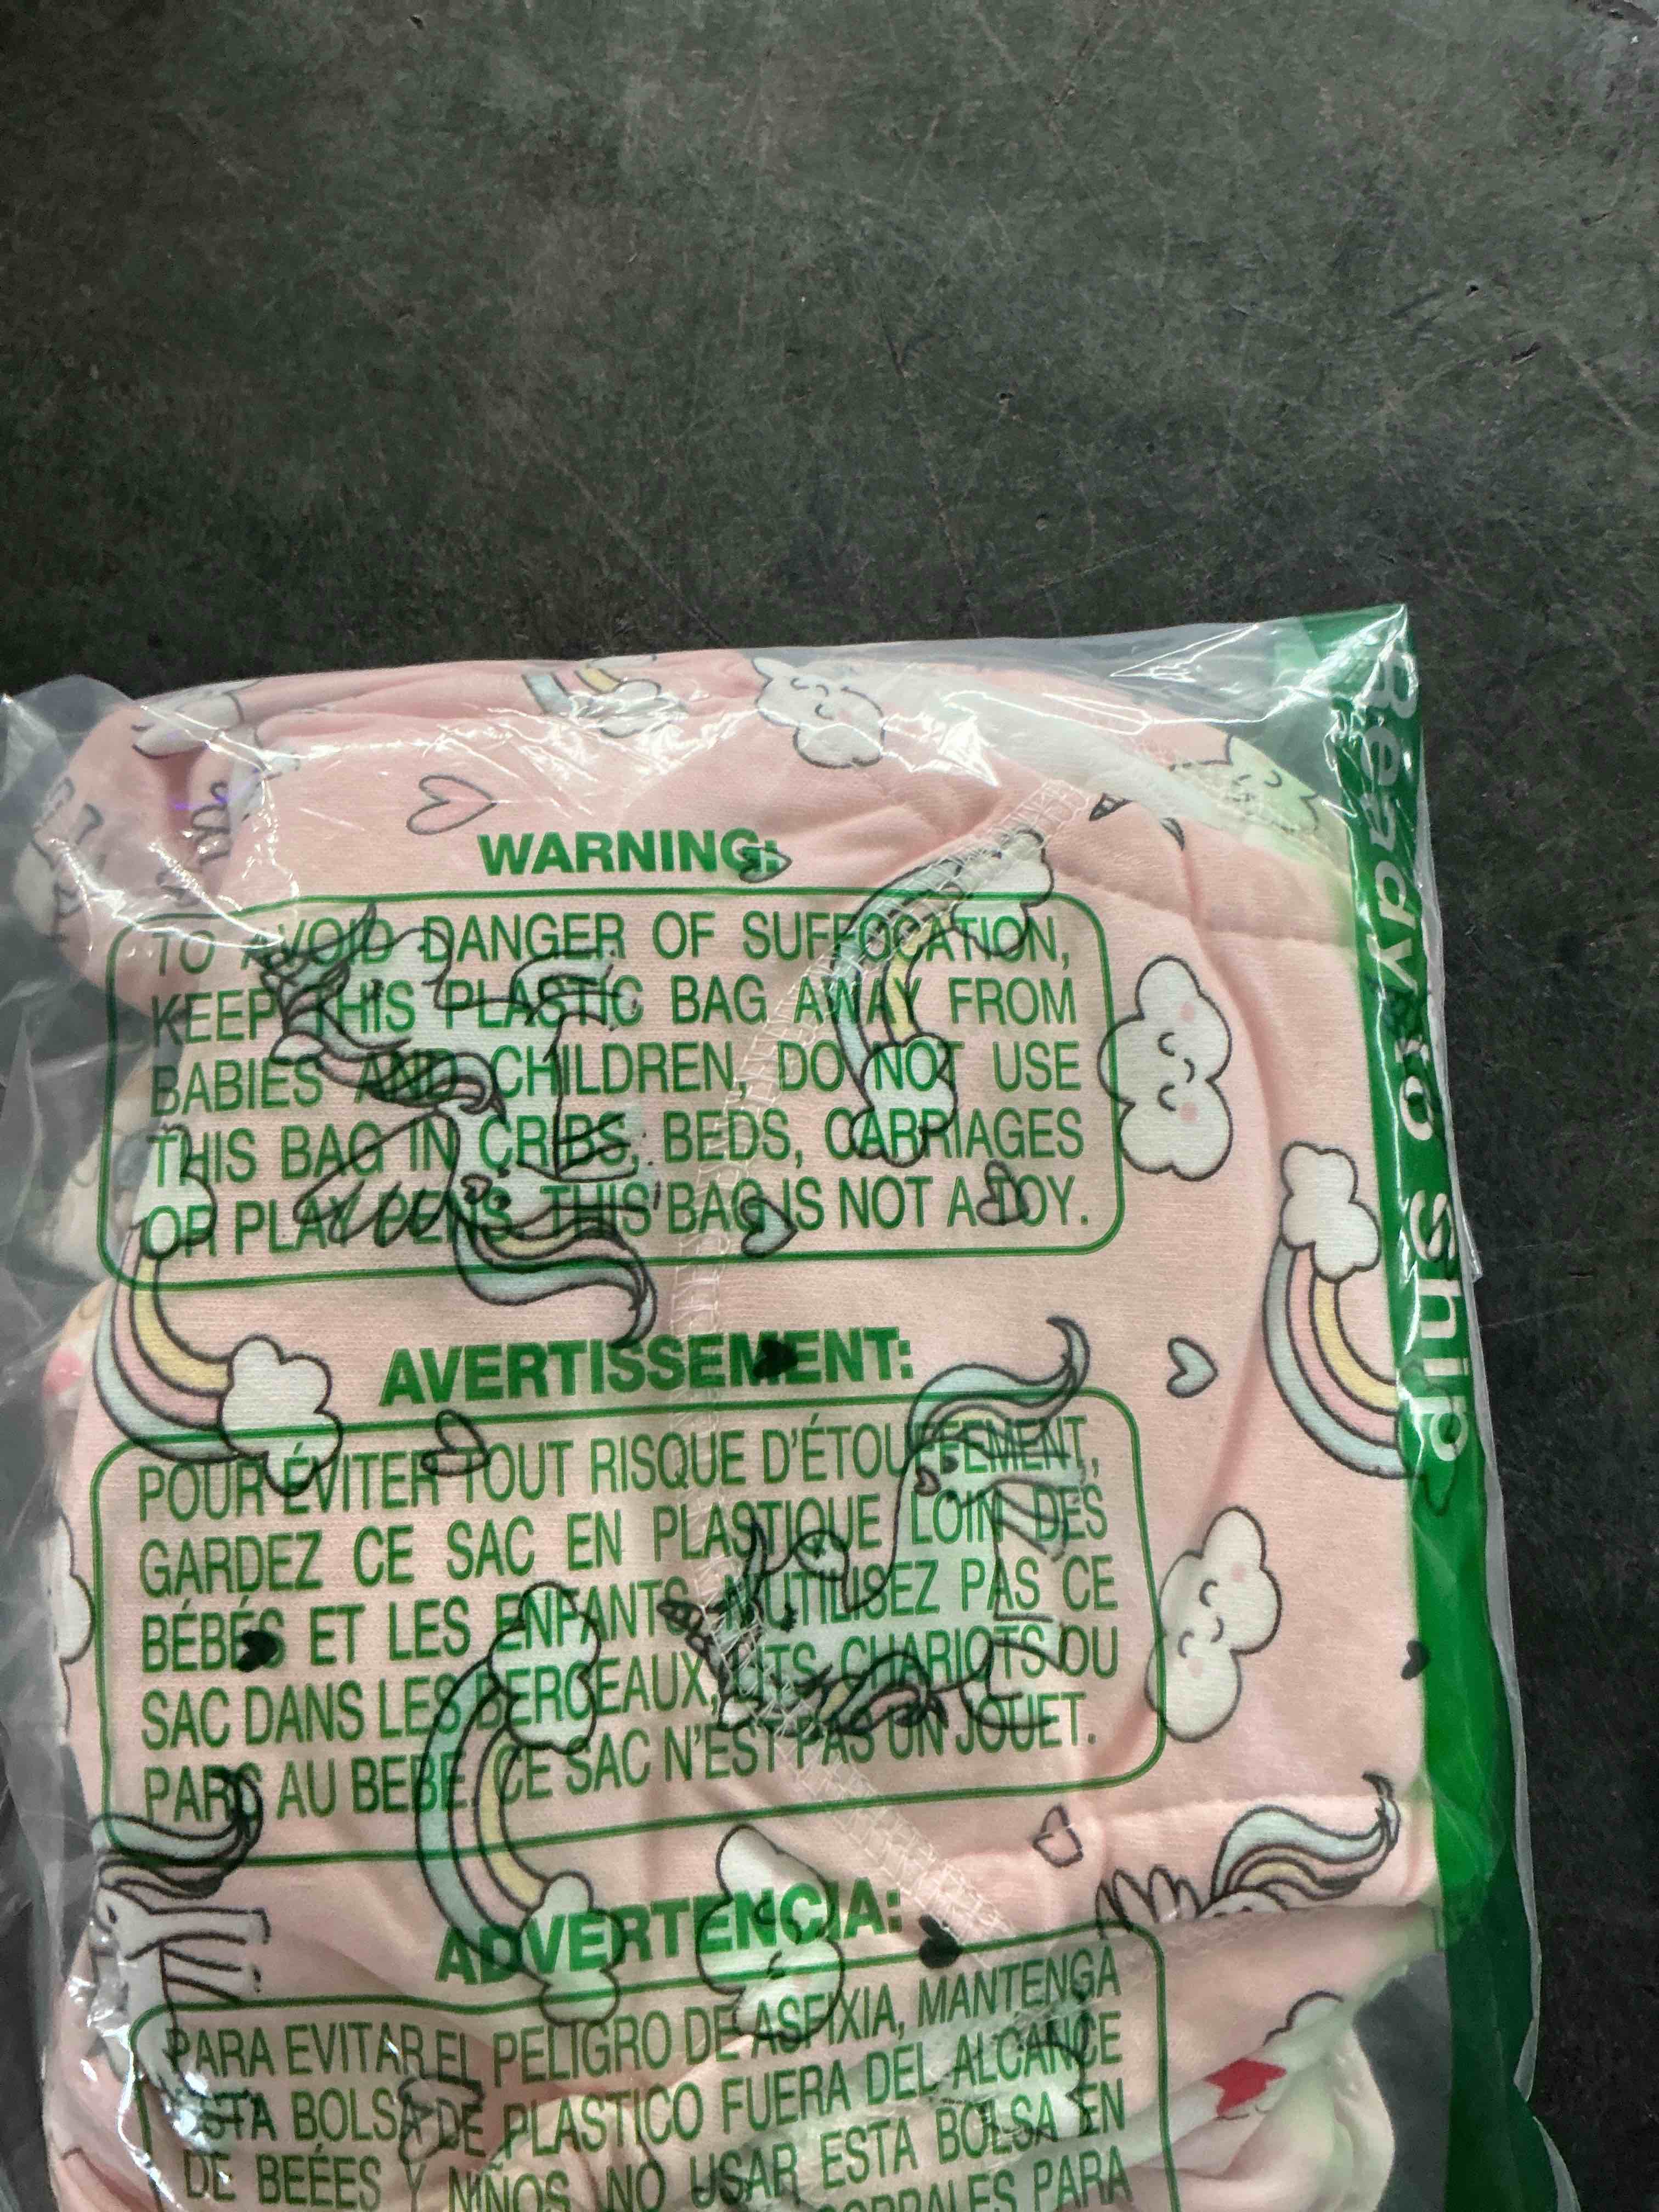 WARNING:
TO AVOID DANGER OF SUFFOCATION,
KEEP THIS PLASTIC BAG AWAY FROM
BABIES AND CHILDREN, DO NOT USE
THIS BAG IN CRIBS, BEDS, CARRIAGES
OR PLAY PENS. THIS BAG IS NOT A TOY.
AVERTISSEMENT:
POUR ÉVITER TOUT RISQUE D'ÉTOUFFEMENT,
GARDEZ CE SAC EN PLASTIQUE LOIN DES
BÉBÉS ET LES ENFANTS, N'UTILISEZ PAS CE
SAC DANS LES BERCEAUX, LITS, CHARIOTS OU
PARC AU BEBE, CE SAC N'EST PAS UN JOUET.
ADVERTENCIA:
PARA EVITAR EL PELIGRO DE ASFIXIA, MANTENGA
ESTA BOLSA DE PLASTICO FUERA DEL ALCANCE
DE BEÉES Y NIÑOS, NO USAR ESTA BOLSA EN
PARA
Ready to Ship